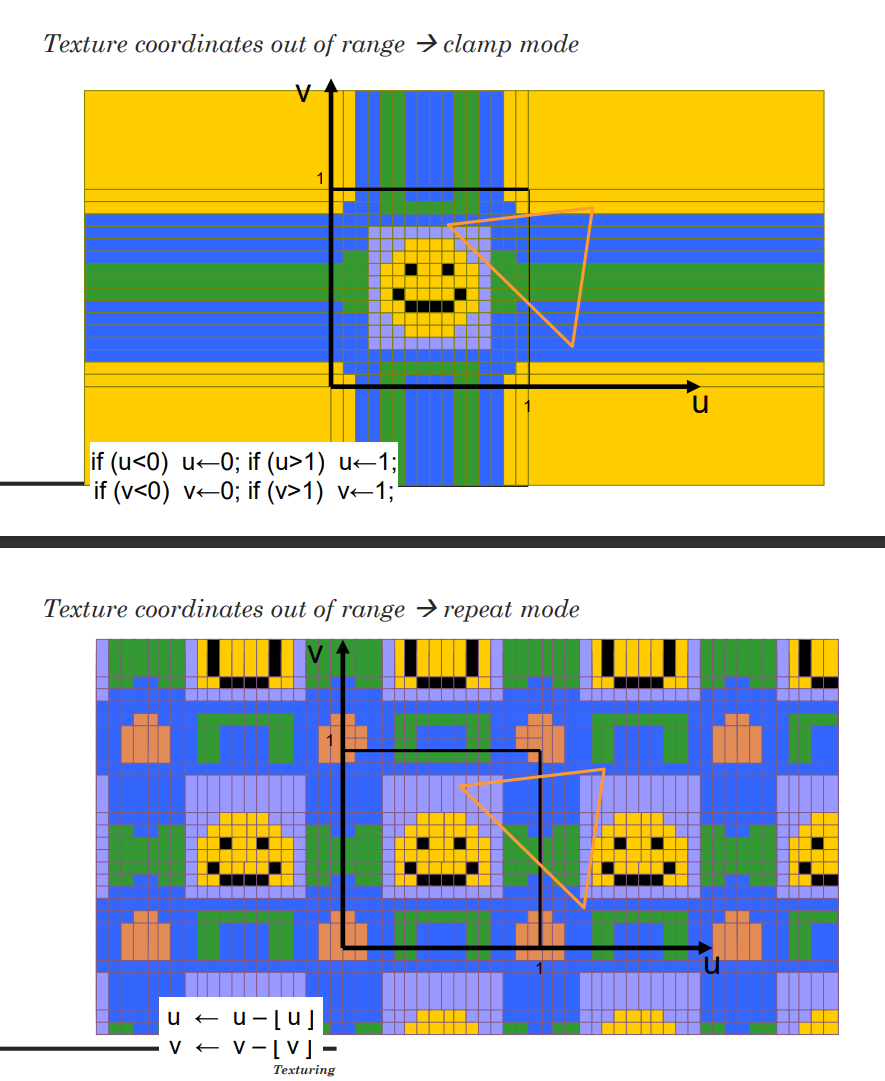 Texture coordinates out of range → clamp mode
v
1
1
u
if (u<0) u←0; if (u>1) u←1;
if (v<0) v←0; if (v>1) v←1;
Texture coordinates out of range → repeat mode
v
1
1
u
u ← u – ⌊ u ⌋
v ← v – ⌊ v ⌋
Texturing